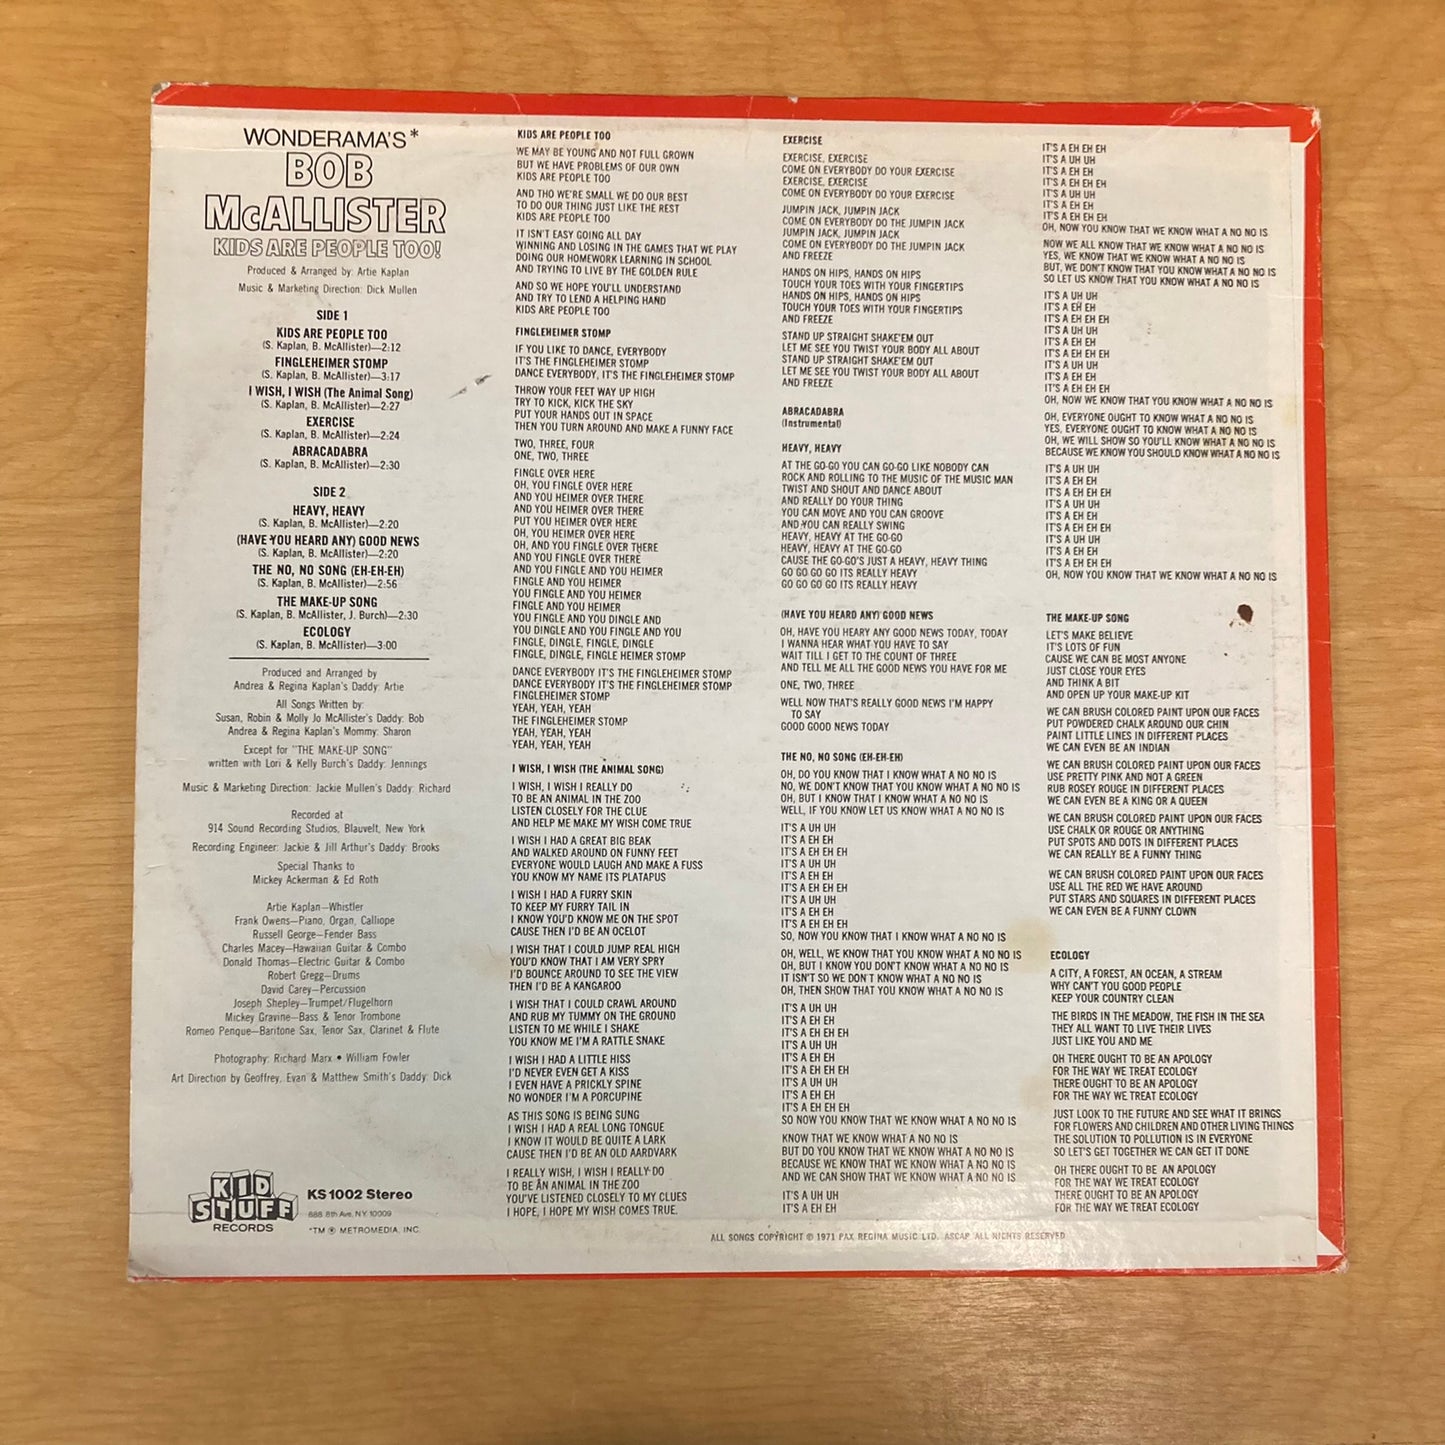 WONDERAMA'S*
BOB
McALLISTER
KIDS ARE PEOPLE TOO!
Produced & Arranged by: Artie Kaplan
Music & Marketing Direction: Dick Mullen
SIDE 1
KIDS ARE PEOPLE TOO
(S. Kaplan, B. McAllister)—2:12
FINGLEHEIMER STOMP
(S. Kaplan, B. McAllister)—3:17
I WISH, I WISH (The Animal Song)
(S. Kaplan, B. McAllister)—2:27
EXERCISE
(S. Kaplan, B. McAllister)—2:24
ABRACADABRA
(S. Kaplan, B. McAllister)—2:30
SIDE 2
HEAVY, HEAVY
(S. Kaplan, B. McAllister)—2:20
(HAVE YOU HEARD ANY) GOOD NEWS
(S. Kaplan, B. McAllister)—2:20
THE NO, NO SONG (EH-EH-EH)
(S. Kaplan, B. McAllister)—2:56
THE MAKE-UP SONG
(S. Kaplan, B. McAllister, J. Burch)—2:30
ECOLOGY
(S. Kaplan, B. McAllister)—3:00
Produced and Arranged by
Andrea & Regina Kaplan's Daddy: Artie
All Songs Written by:
Susan, Robin & Molly Jo McAllister's Daddy: Bob
Andrea & Regina Kaplan's Mommy: Sharon
Except for "THE MAKE-UP SONG"
written with Lori & Kelly Burch's Daddy: Jennings
Music & Marketing Direction: Jackie Mullen's Daddy: Richard
Recorded at
914 Sound Recording Studios, Blauvelt, New York
Recording Engineer: Jackie & Jill Arthur's Daddy: Brooks
Special Thanks to
Mickey Ackerman & Ed Roth
Artie Kaplan—Whistler
Frank Owens—Piano, Organ, Calliope
Russell George—Fender Bass
Charles Macey—Hawaiian Guitar & Combo
Donald Thomas—Electric Guitar & Combo
Robert Gregg—Drums
David Carey—Percussion
Joseph Shepley—Trumpet/Flugelhorn
Mickey Gravine—Bass & Tenor Trombone
Romeo Penque—Baritone Sax, Tenor Sax, Clarinet & Flute
Photography: Richard Marx • William Fowler
Art Direction by Geoffrey, Evan & Matthew Smith's Daddy: Dick
KID
STUFF
RECORDS
KS 1002 Stereo
888 8th Ave. NY 10009
*TM ® METROMEDIA, INC.
KIDS ARE PEOPLE TOO
WE MAY BE YOUNG AND NOT FULL GROWN
BUT WE HAVE PROBLEMS OF OUR OWN
KIDS ARE PEOPLE TOO
AND THO WE'RE SMALL WE DO OUR BEST
TO DO OUR THING JUST LIKE THE REST
KIDS ARE PEOPLE TOO
IT ISN'T EASY GOING ALL DAY
WINNING AND LOSING IN THE GAMES THAT WE PLAY
DOING OUR HOMEWORK LEARNING IN SCHOOL
AND TRYING TO LIVE BY THE GOLDEN RULE
AND SO WE HOPE YOU'LL UNDERSTAND
AND TRY TO LEND A HELPING HAND
KIDS ARE PEOPLE TOO
FINGLEHEIMER STOMP
IF YOU LIKE TO DANCE, EVERYBODY
IT'S THE FINGLEHEIMER STOMP
DANCE EVERYBODY, IT'S THE FINGLEHEIMER STOMP
THROW YOUR FEET WAY UP HIGH
TRY TO KICK, KICK THE SKY
PUT YOUR HANDS OUT IN SPACE
THEN YOU TURN AROUND AND MAKE A FUNNY FACE
TWO, THREE, FOUR
ONE, TWO, THREE
FINGLE OVER HERE
OH, YOU FINGLE OVER HERE
AND YOU HEIMER OVER THERE
AND YOU HEIMER OVER THERE
PUT YOU HEIMER OVER HERE
OH, YOU HEIMER OVER HERE
OH, AND YOU FINGLE OVER THERE
AND YOU FINGLE OVER THERE
AND YOU FINGLE AND YOU HEIMER
FINGLE AND YOU HEIMER
YOU FINGLE AND YOU HEIMER
FINGLE AND YOU HEIMER
YOU FINGLE AND YOU DINGLE AND
YOU DINGLE AND YOU FINGLE AND YOU
FINGLE, DINGLE, FINGLE, DINGLE
FINGLE, DINGLE, FINGLE HEIMER STOMP
DANCE EVERYBODY IT'S THE FINGLEHEIMER STOMP
DANCE EVERYBODY IT'S THE FINGLEHEIMER STOMP
FINGLEHEIMER STOMP
YEAH, YEAH, YEAH
THE FINGLEHEIMER STOMP
YEAH, YEAH, YEAH
YEAH, YEAH, YEAH
I WISH, I WISH (THE ANIMAL SONG)
I WISH, I WISH I REALLY DO
TO BE AN ANIMAL IN THE ZOO
LISTEN CLOSELY FOR THE CLUE
AND HELP ME MAKE MY WISH COME TRUE
I WISH I HAD A GREAT BIG BEAK
AND WALKED AROUND ON FUNNY FEET
EVERYONE WOULD LAUGH AND MAKE A FUSS
YOU KNOW MY NAME ITS PLATAPUS
I WISH I HAD A FURRY SKIN
TO KEEP MY FURRY TAIL IN
I KNOW YOU'D KNOW ME ON THE SPOT
CAUSE THEN I'D BE AN OCELOT
I WISH THAT I COULD JUMP REAL HIGH
YOU'D KNOW THAT I AM VERY SPRY
I'D BOUNCE AROUND TO SEE THE VIEW
THEN I'D BE A KANGAROO
I WISH THAT I COULD CRAWL AROUND
AND RUB MY TUMMY ON THE GROUND
LISTEN TO ME WHILE I SHAKE
YOU KNOW ME I'M A RATTLE SNAKE
I WISH I HAD A LITTLE HISS
I'D NEVER EVEN GET A KISS
I EVEN HAVE A PRICKLY SPINE
NO WONDER I'M A PORCUPINE
AS THIS SONG IS BEING SUNG
I WISH I HAD A REAL LONG TONGUE
I KNOW IT WOULD BE QUITE A LARK
CAUSE THEN I'D BE AN OLD AARDVARK
I REALLY WISH, I WISH I REALLY DO
TO BE AN ANIMAL IN THE ZOO
YOU'VE LISTENED CLOSELY TO MY CLUES
I HOPE, I HOPE MY WISH COMES TRUE.
EXERCISE
EXERCISE, EXERCISE
COME ON EVERYBODY DO YOUR EXERCISE
EXERCISE, EXERCISE
COME ON EVERYBODY DO YOUR EXERCISE
JUMPIN JACK, JUMPIN JACK
COME ON EVERYBODY DO THE JUMPIN JACK
JUMPIN JACK, JUMPIN JACK
COME ON EVERYBODY DO THE JUMPIN JACK
AND FREEZE
HANDS ON HIPS, HANDS ON HIPS
TOUCH YOUR TOES WITH YOUR FINGERTIPS
HANDS ON HIPS, HANDS ON HIPS
TOUCH YOUR TOES WITH YOUR FINGERTIPS
AND FREEZE
STAND UP STRAIGHT SHAKE'EM OUT
LET ME SEE YOU TWIST YOUR BODY ALL ABOUT
STAND UP STRAIGHT SHAKE'EM OUT
LET ME SEE YOU TWIST YOUR BODY ALL ABOUT
AND FREEZE
ABRACADABRA
(Instrumental)
HEAVY, HEAVY
AT THE GO-GO YOU CAN GO-GO LIKE NOBODY CAN
ROCK AND ROLLING TO THE MUSIC OF THE MUSIC MAN
TWIST AND SHOUT AND DANCE ABOUT
AND REALLY DO YOUR THING
YOU CAN MOVE AND YOU CAN GROOVE
AND YOU CAN REALLY SWING
HEAVY, HEAVY AT THE GO-GO
HEAVY, HEAVY AT THE GO-GO
CAUSE THE GO-GO'S JUST A HEAVY, HEAVY THING
GO GO GO GO ITS REALLY HEAVY
GO GO GO GO ITS REALLY HEAVY
(HAVE YOU HEARD ANY) GOOD NEWS
OH, HAVE YOU HEARY ANY GOOD NEWS TODAY, TODAY
I WANNA HEAR WHAT YOU HAVE TO SAY
WAIT TILL I GET TO THE COUNT OF THREE
AND TELL ME ALL THE GOOD NEWS YOU HAVE FOR ME
ONE, TWO, THREE
WELL NOW THAT'S REALLY GOOD NEWS I'M HAPPY
TO SAY
GOOD GOOD NEWS TODAY
THE NO, NO SONG (EH-EH-EH)
OH, DO YOU KNOW THAT I KNOW WHAT A NO NO IS
NO, WE DON'T KNOW THAT YOU KNOW WHAT A NO NO IS
OH, BUT I KNOW THAT I KNOW WHAT A NO NO IS
WELL, IF YOU KNOW LET US KNOW WHAT A NO NO IS
IT'S A UH UH
IT'S A EH EH
IT'S A EH EH EH
IT'S A UH UH
IT'S A EH EH
IT'S A EH EH EH
IT'S A UH UH
IT'S A EH EH
IT'S A EH EH EH
SO, NOW YOU KNOW THAT I KNOW WHAT A NO NO IS
OH, WELL, WE KNOW THAT YOU KNOW WHAT A NO NO IS
OH, BUT I KNOW YOU DON'T KNOW WHAT A NO NO IS
IT ISN'T SO WE DON'T KNOW WHAT A NO NO IS
OH, THEN SHOW THAT YOU KNOW WHAT A NO NO IS
IT'S A UH UH
IT'S A EH EH
IT'S A EH EH EH
IT'S A UH UH
IT'S A EH EH
IT'S A EH EH EH
IT'S A UH UH
IT'S A EH EH
IT'S A EH EH EH
SO NOW YOU KNOW THAT WE KNOW WHAT A NO NO IS
KNOW THAT WE KNOW WHAT A NO NO IS
BUT DO YOU KNOW THAT WE KNOW WHAT A NO NO IS
BECAUSE WE KNOW THAT WE KNOW WHAT A NO NO IS
AND WE CAN SHOW THAT WE KNOW WHAT A NO NO IS
IT'S A UH UH
IT'S A EH EH
IT'S A EH EH EH
IT'S A UH UH
IT'S A EH EH
IT'S A EH EH EH
IT'S A UH UH
IT'S A EH EH
IT'S A EH EH EH
OH, NOW YOU KNOW THAT WE KNOW WHAT A NO NO IS
NOW WE ALL KNOW THAT WE KNOW WHAT A NO NO IS
YES, WE KNOW THAT WE KNOW WHAT A NO NO IS
BUT, WE DON'T KNOW THAT YOU KNOW WHAT A NO NO IS
SO LET US KNOW THAT YOU KNOW WHAT A NO NO IS
IT'S A UH UH
IT'S A EH EH
IT'S A EH EH EH
IT'S A UH UH
IT'S A EH EH
IT'S A EH EH EH
IT'S A UH UH
IT'S A EH EH
IT'S A EH EH EH
OH, NOW WE KNOW THAT YOU KNOW WHAT A NO NO IS
OH, EVERYONE OUGHT TO KNOW WHAT A NO NO IS
YES, EVERYONE OUGHT TO KNOW WHAT A NO NO IS
OH, WE WILL SHOW SO YOU'LL KNOW WHAT A NO NO IS
BECAUSE WE KNOW YOU SHOULD KNOW WHAT A NO NO IS
IT'S A UH UH
IT'S A EH EH
IT'S A EH EH EH
IT'S A UH UH
IT'S A EH EH
IT'S A EH EH EH
IT'S A UH UH
IT'S A EH EH
IT'S A EH EH EH
OH, NOW YOU KNOW THAT WE KNOW WHAT A NO NO IS
THE MAKE-UP SONG
LET'S MAKE BELIEVE
IT'S LOTS OF FUN
CAUSE WE CAN BE MOST ANYONE
JUST CLOSE YOUR EYES
AND THINK A BIT
AND OPEN UP YOUR MAKE-UP KIT
WE CAN BRUSH COLORED PAINT UPON OUR FACES
PUT POWDERED CHALK AROUND OUR CHIN
PAINT LITTLE LINES IN DIFFERENT PLACES
WE CAN EVEN BE AN INDIAN
WE CAN BRUSH COLORED PAINT UPON OUR FACES
USE PRETTY PINK AND NOT A GREEN
RUB ROSEY ROUGE IN DIFFERENT PLACES
WE CAN EVEN BE A KING OR A QUEEN
WE CAN BRUSH COLORED PAINT UPON OUR FACES
USE CHALK OR ROUGE OR ANYTHING
PUT SPOTS AND DOTS IN DIFFERENT PLACES
WE CAN REALLY BE A FUNNY THING
WE CAN BRUSH COLORED PAINT UPON OUR FACES
USE ALL THE RED WE HAVE AROUND
PUT STARS AND SQUARES IN DIFFERENT PLACES
WE CAN EVEN BE A FUNNY CLOWN
ECOLOGY
A CITY, A FOREST, AN OCEAN, A STREAM
WHY CAN'T YOU GOOD PEOPLE
KEEP YOUR COUNTRY CLEAN
THE BIRDS IN THE MEADOW, THE FISH IN THE SEA
THEY ALL WANT TO LIVE THEIR LIVES
JUST LIKE YOU AND ME
OH THERE OUGHT TO BE AN APOLOGY
FOR THE WAY WE TREAT ECOLOGY
THERE OUGHT TO BE AN APOLOGY
FOR THE WAY WE TREAT ECOLOGY
JUST LOOK TO THE FUTURE AND SEE WHAT IT BRINGS
FOR FLOWERS AND CHILDREN AND OTHER LIVING THINGS
THE SOLUTION TO POLLUTION IS IN EVERYONE
SO LET'S GET TOGETHER WE CAN GET IT DONE
OH THERE OUGHT TO BE AN APOLOGY
FOR THE WAY WE TREAT ECOLOGY
THERE OUGHT TO BE AN APOLOGY
FOR THE WAY WE TREAT ECOLOGY
ALL SONGS COPYRIGHT © 1971 PAX REGINA MUSIC LTD. ASCAP ALL RIGHTS RESERVED